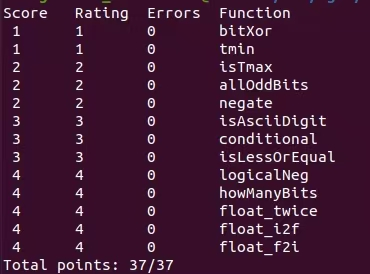 Score Rating Errors Function
1 1 0 bitXor
1 1 0 tmin
2 2 0 isTmax
2 2 0 allOddBits
2 2 0 negate
3 3 0 isAsciiDigit
3 3 0 conditional
3 3 0 isLessOrEqual
4 4 0 logicalNeg
4 4 0 howManyBits
4 4 0 float_twice
4 4 0 float_i2f
4 4 0 float_f2i
Total points: 37/37